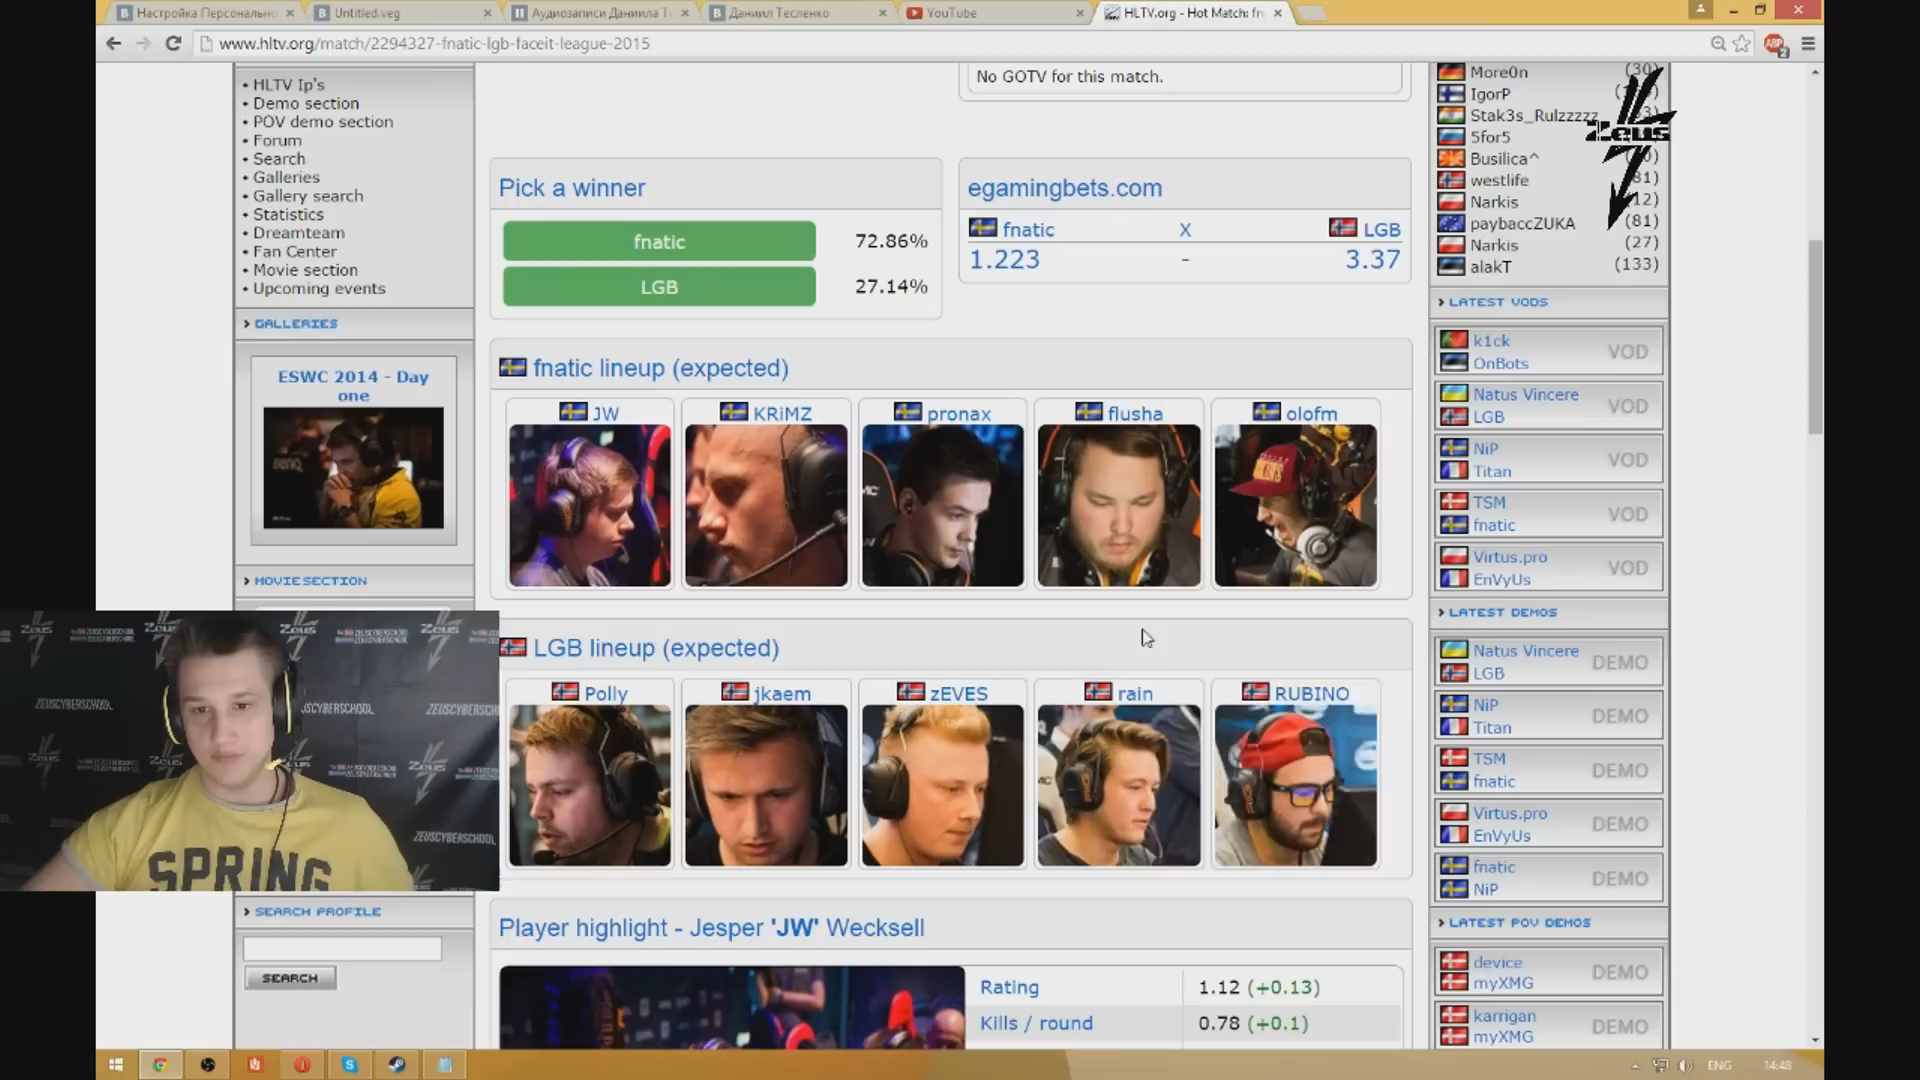 Настройка Персонально
Untitled.veg
Аудиозаписи Даниила Т
Даниил Тесленко
YouTube
HLTV.org - Hot Match: fn
www.hltv.org/match/2294327-fnatic-lgb-faceit-league-2015
• HLTV Ip's
• Demo section
• POV demo section
• Forum
• Search
• Galleries
• Gallery search
• Statistics
• Dreamteam
• Fan Center
• Movie section
• Upcoming events
GALLERIES
ESWC 2014 - Day
one
MOVIESECTION
SEARCH PROFILE
SEARCH
No GOTV for this match.
Pick a winner
fnatic 72.86%
LGB 27.14%
egamingbets.com
fnatic X LGB
1.223 - 3.37
fnatic lineup (expected)
JW KRiMZ pronax flusha olofm
LGB lineup (expected)
Polly jkaem zEVES rain RUBINO
Player highlight - Jesper 'JW' Wecksell
Rating 1.12 (+0.13)
Kills / round 0.78 (+0.1)
More0n (30)
IgorP
Stak3s_Rulzzzzz
5for5
Busilica^
westlife
Narkis
paybaccZUKA (81)
Narkis (27)
alakT (133)
Zeus
LATEST VODS
k1ck
OnBots
VOD
Natus Vincere
LGB
VOD
NiP
Titan
VOD
TSM
fnatic
VOD
Virtus.pro
EnVyUs
VOD
LATEST DEMOS
Natus Vincere
LGB
DEMO
NiP
Titan
DEMO
TSM
fnatic
DEMO
Virtus.pro
EnVyUs
DEMO
fnatic
NiP
DEMO
LATEST POV DEMOS
device
myXMG
DEMO
karrigan
myXMG
DEMO
Zeus
ZEUSCYBERSCHOOL
SPRING
ENG
14:48